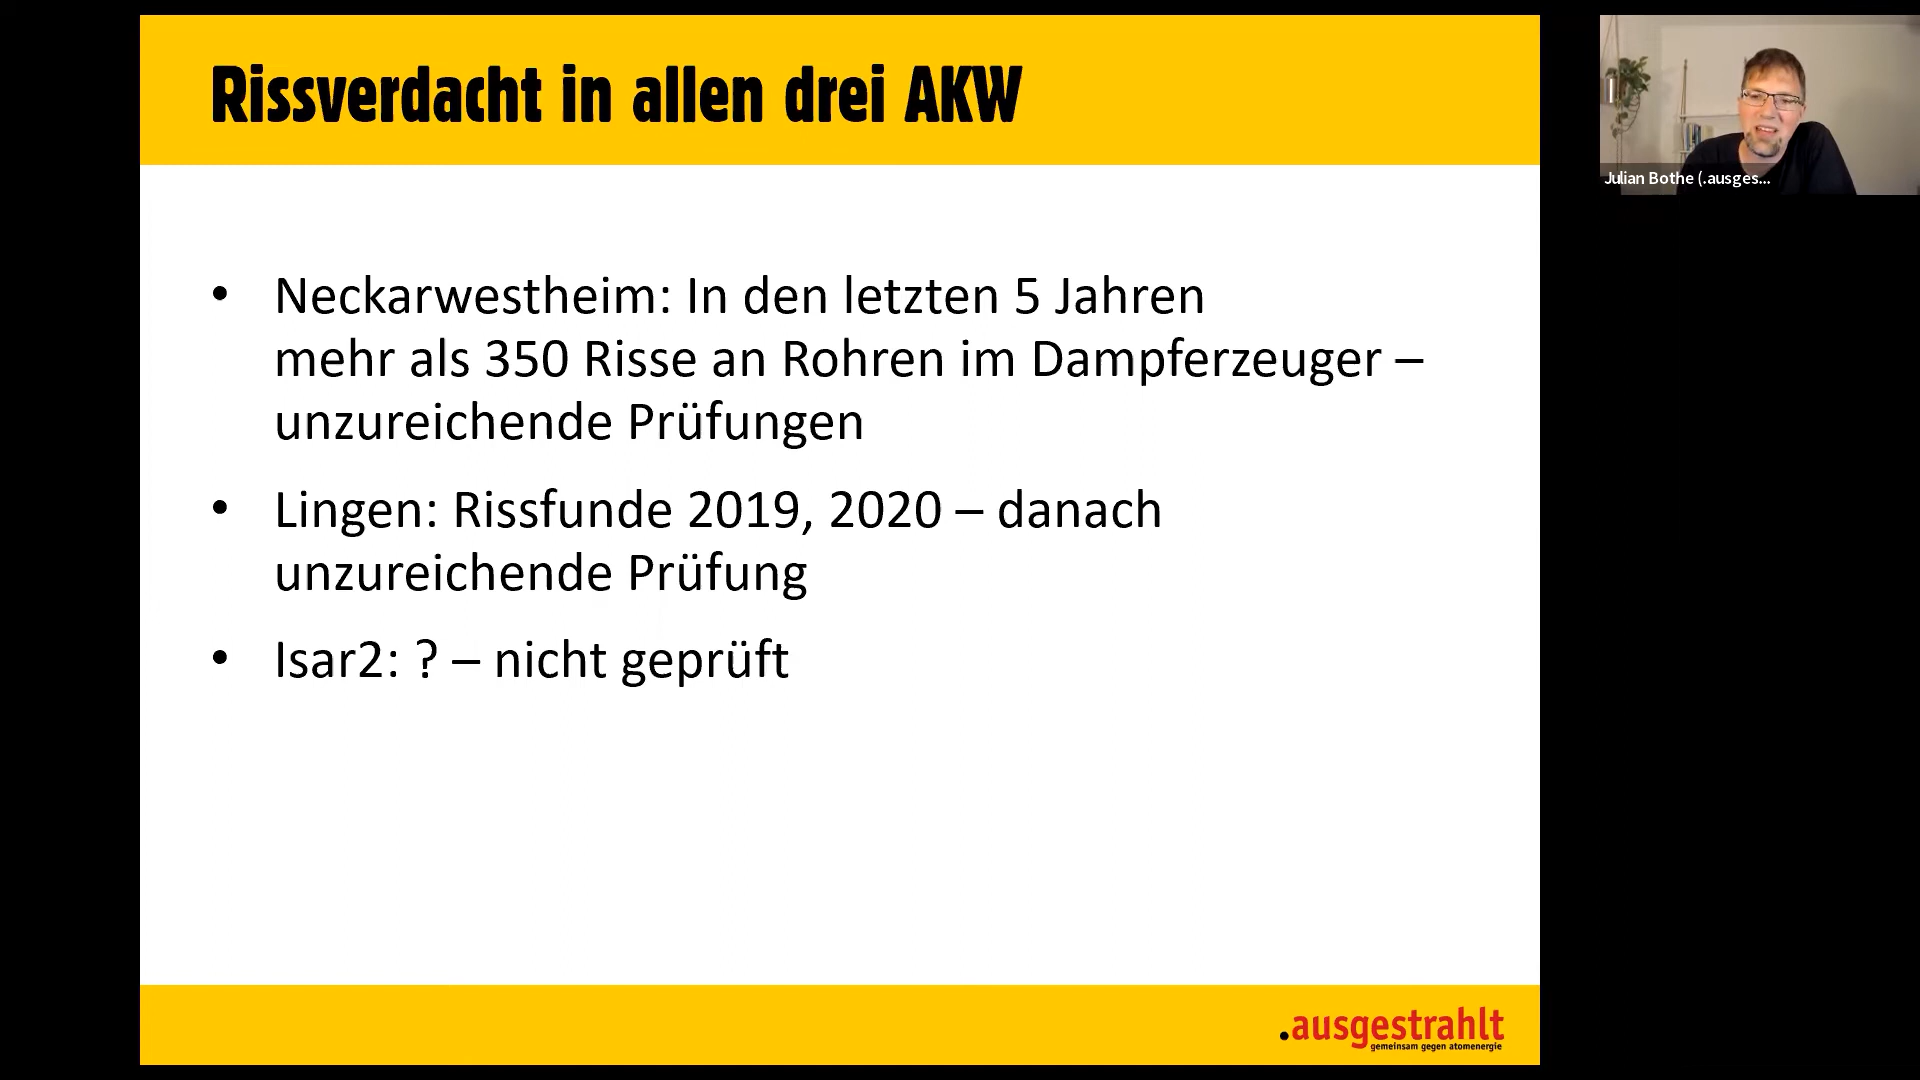 Rissverdacht in allen drei AKW
• Neckarwestheim: In den letzten 5 Jahren
mehr als 350 Risse an Rohren im Dampferzeuger –
unzureichende Prüfungen
• Lingen: Rissfunde 2019, 2020 – danach
unzureichende Prüfung
• Isar2: ? – nicht geprüft
.ausgestrahlt
gemeinsam gegen atomenergie
Julian Bothe (.ausges...